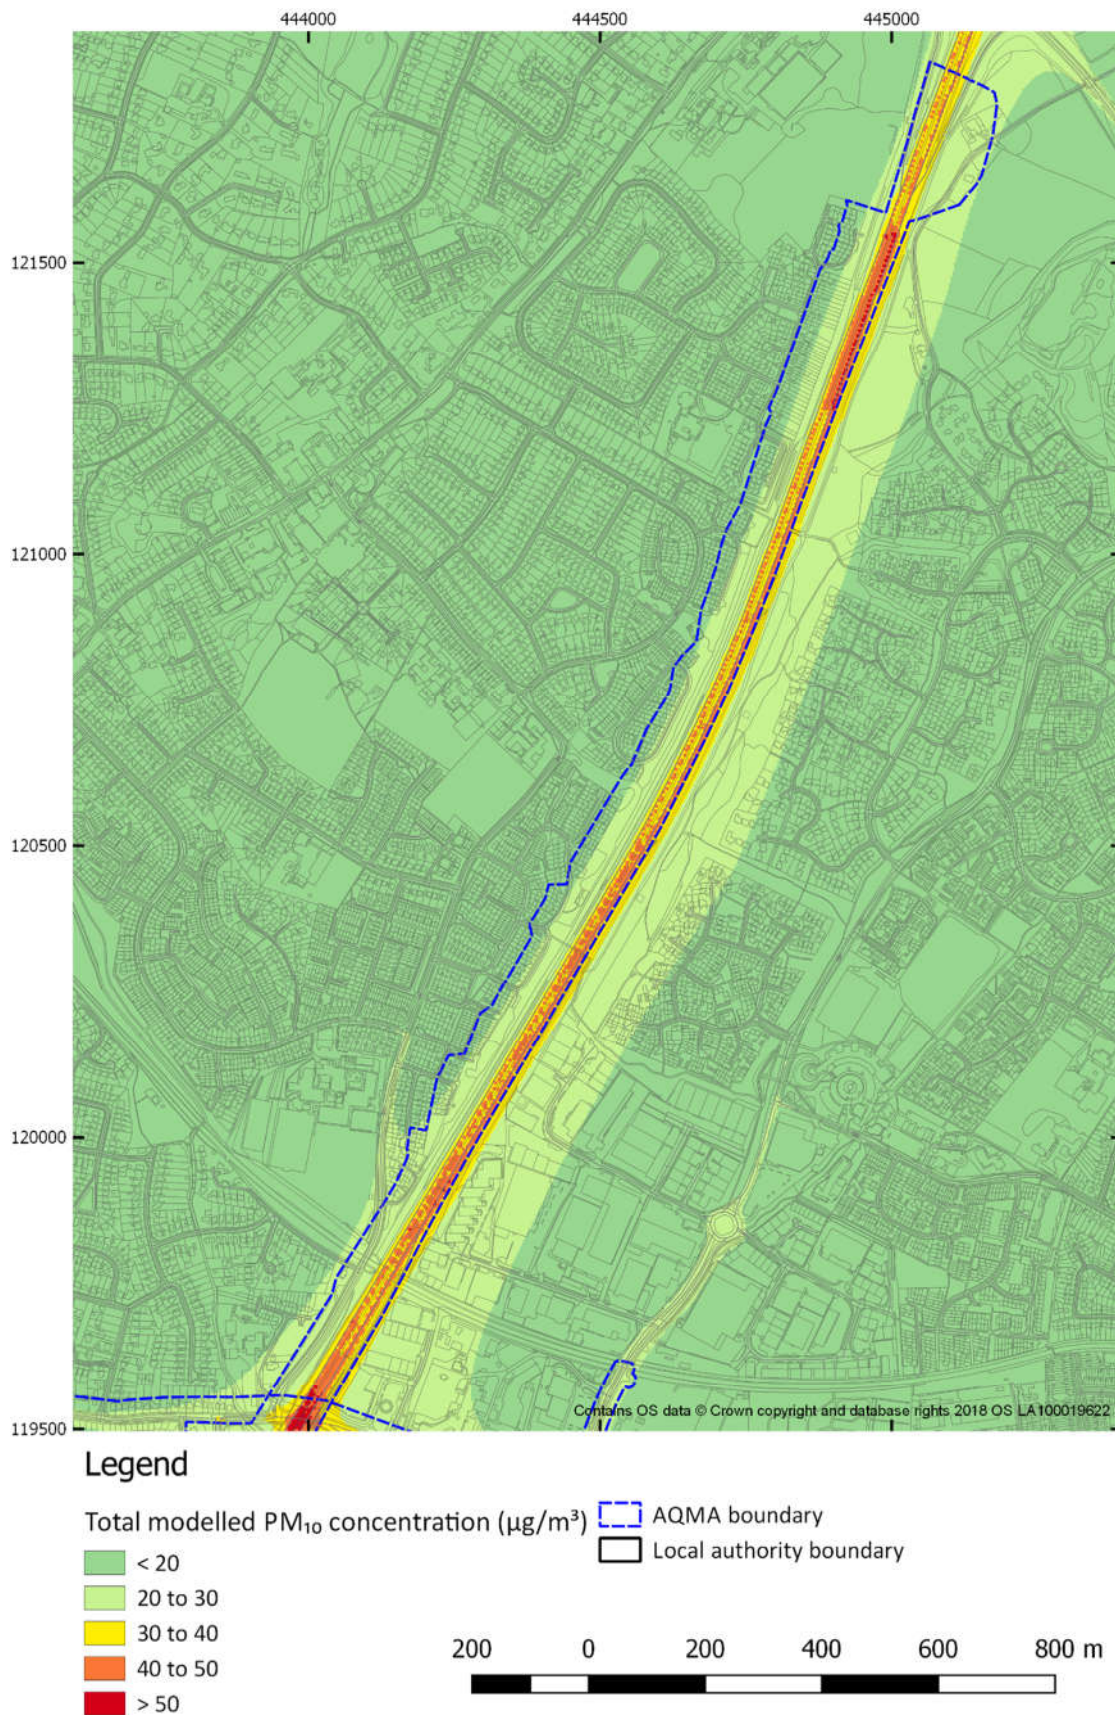 444000 444500 445000
121500
121000
120500
120000
119500
Contains OS data © Crown copyright and database rights 2018 OS LA100019622
Legend
Total modelled PM₁₀ concentration (µg/m³)
< 20
20 to 30
30 to 40
40 to 50
> 50
AQMA boundary
Local authority boundary
200 0 200 400 600 800 m